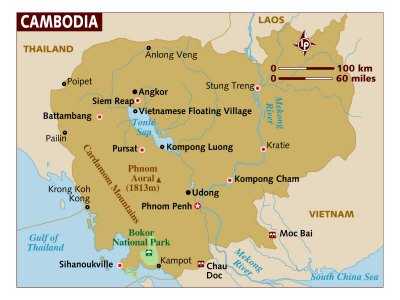 CAMBODIA
LAOS
THAILAND
Anlong Veng
lp
0 100 km
0 60 miles
Poipet
Stung Treng
Angkor
Siem Reap
Mekong
River
Battambang
Vietnamese Floating Village
Tonle
Sap
Pailin
Pursat
Kompong Luong
Kratie
Cardamom Mountains
Phnom
Aoral
(1813m)
Krong Koh
Kong
Udong
Kompong Cham
Phnom Penh
VIETNAM
Gulf of
Thailand
Bokor
National Park
Moc Bai
Sihanoukville
Kampot
Chau
Doc
Mekong
River
South China Sea